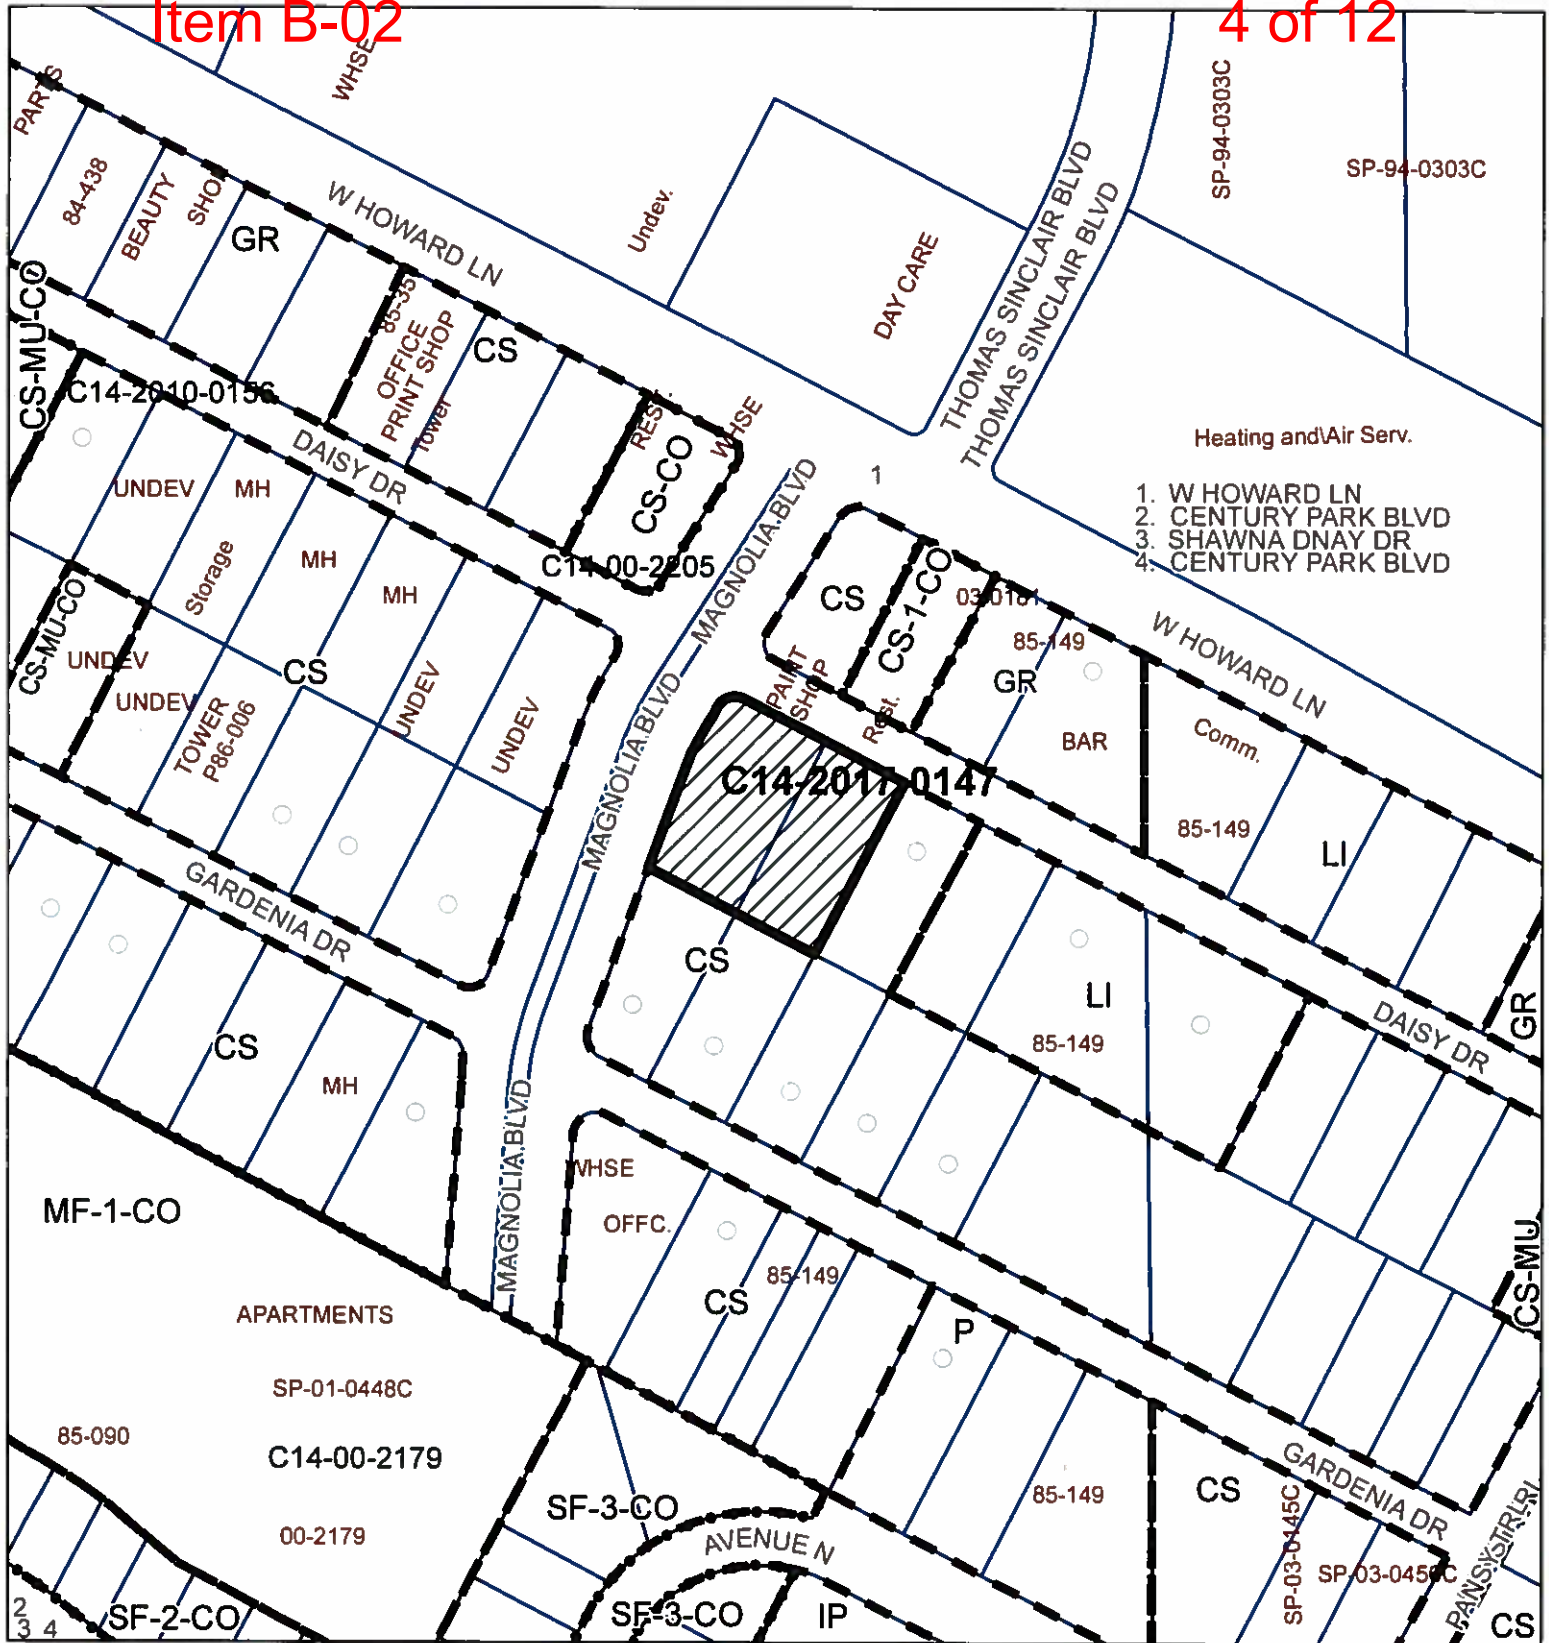 Item B-02
4 of 12
WHSE
PARTS
84-438
BEAUTY
SHOP
GR
W HOWARD LN
Undev.
DAY CARE
THOMAS SINCLAIR BLVD
THOMAS SINCLAIR BLVD
SP-94-0303C
SP-94-0303C
CS-MU-CO
C14-2010-0156
85-35
OFFICE
PRINT SHOP
Tower
CS
REST.
CS-CO
WHSE
DAISY DR
C14-00-2205
Heating and Air Serv.
1
1. W HOWARD LN
2. CENTURY PARK BLVD
3. SHAWNA DNAY DR
4. CENTURY PARK BLVD
UNDEV
MH
Storage
MH
MH
CS-MU-CO
UNDEV
UNDEV
CS
TOWER
P86-006
UNDEV
UNDEV
MAGNOLIA BLVD
MAGNOLIA BLVD
MAGNOLIA BLVD
MAGNOLIA BLVD
CS
CS-1-CO
03-0181
85-149
GR
PAINT
SHOP
Rest.
BAR
W HOWARD LN
Comm.
85-149
LI
C14-2017-0147
GARDENIA DR
CS
LI
85-149
DAISY DR
GR
CS
MH
MF-1-CO
WHSE
OFFC.
85-149
CS
P
CS-MU
APARTMENTS
SP-01-0448C
85-090
C14-00-2179
00-2179
SF-3-CO
AVENUE N
85-149
CS
GARDENIA DR
SP-03-0445C
SP-03-0450C
2
3 4
SF-2-CO
SF-3-CO
IP
CS